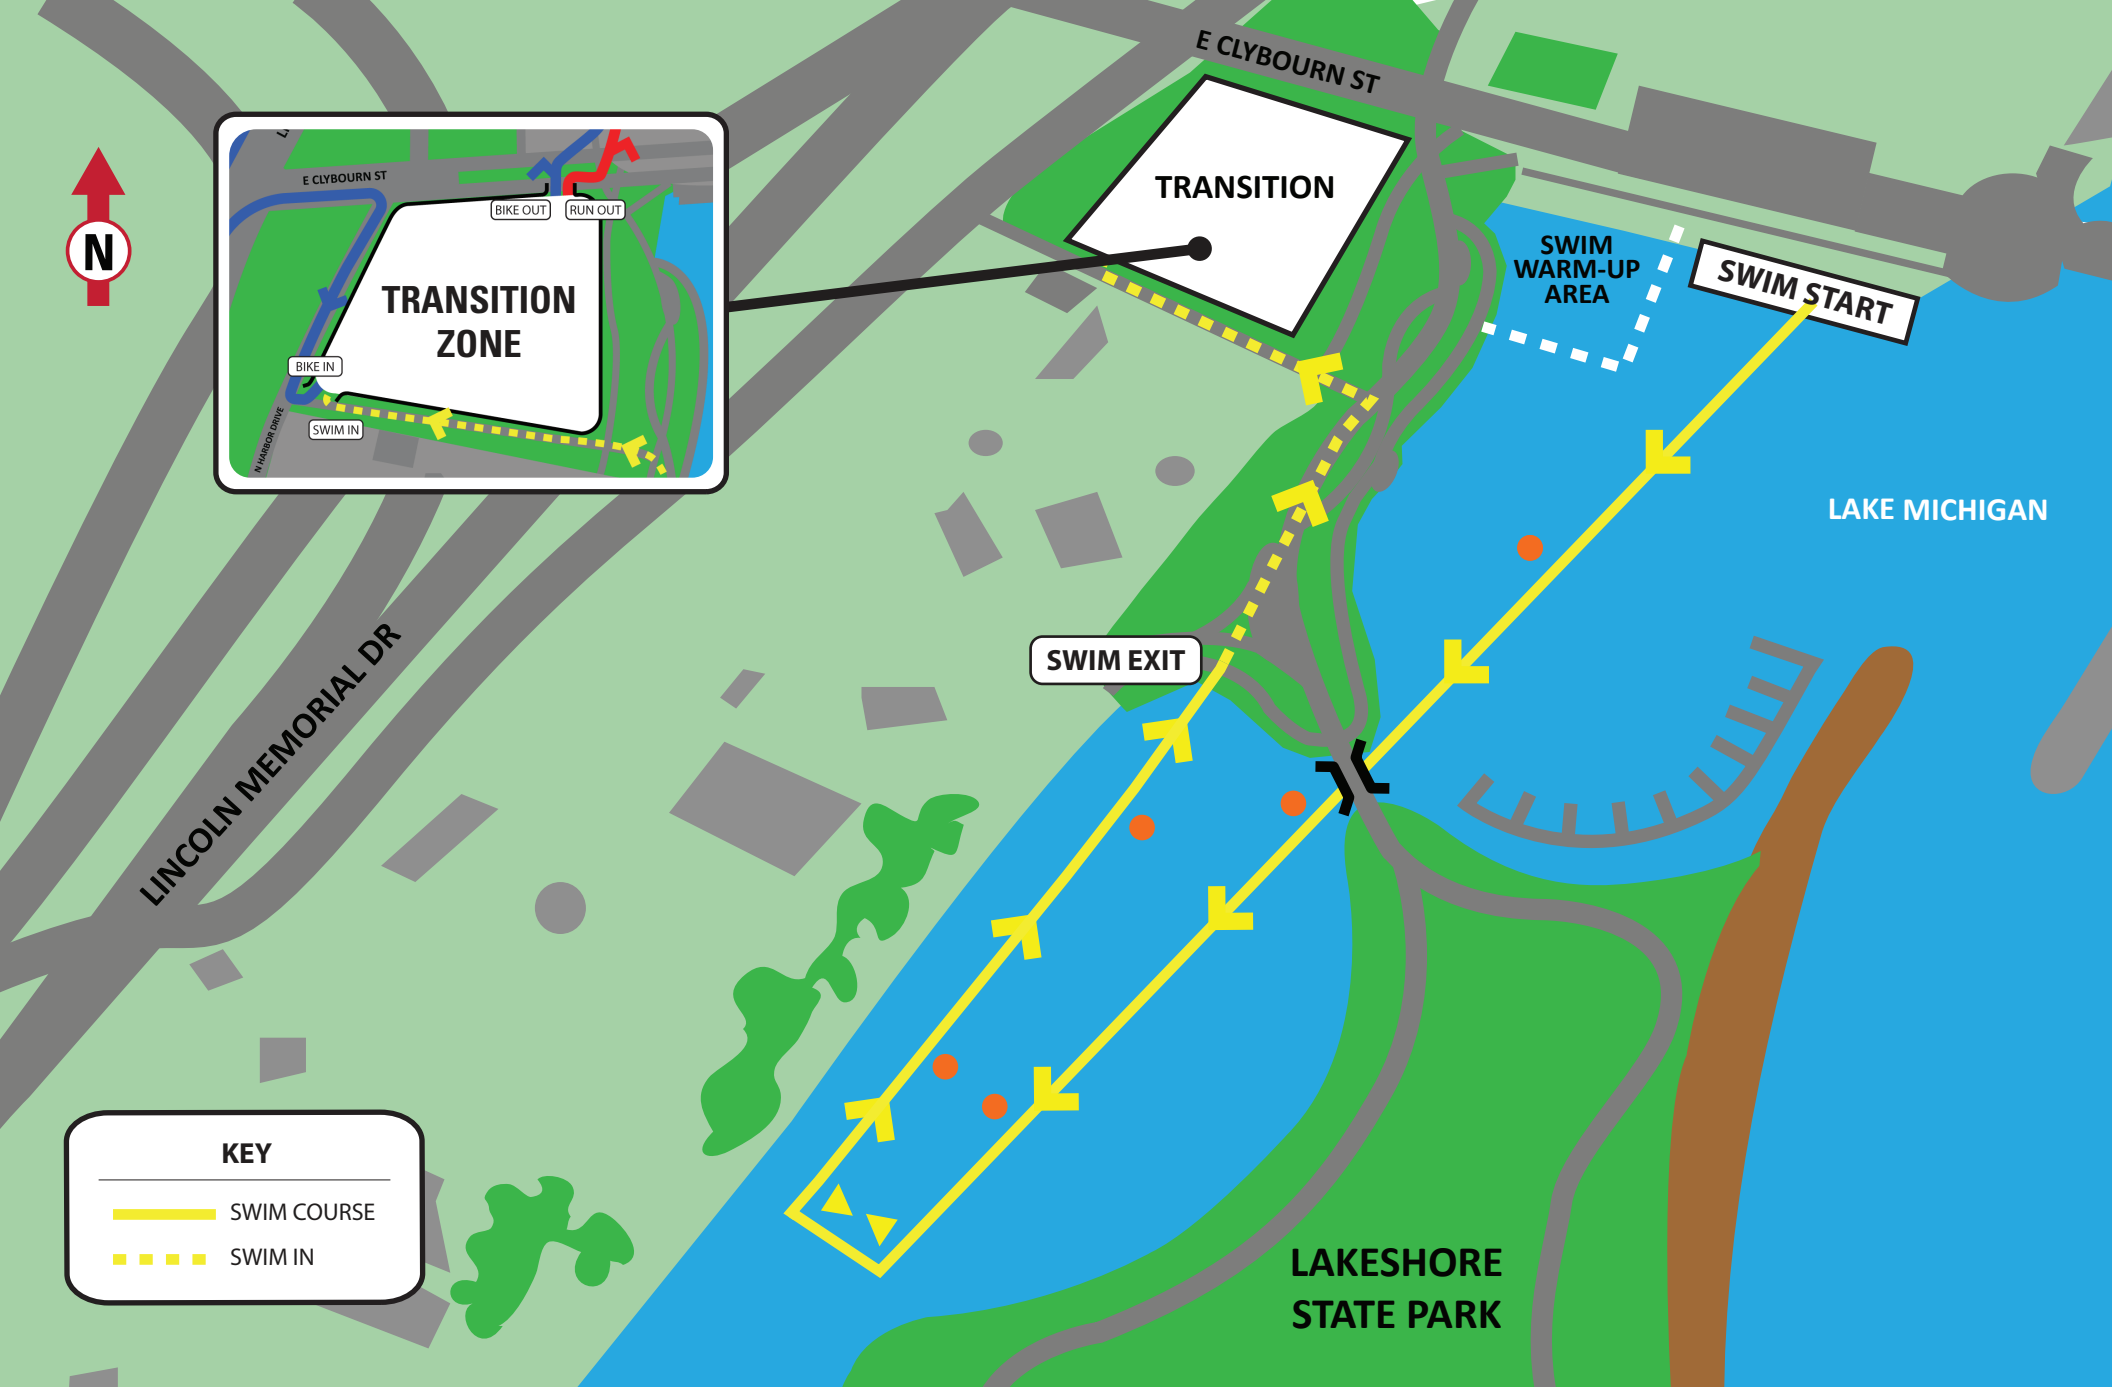 E CLYBOURN ST
TRANSITION
SWIM
WARM-UP
AREA
SWIM START
N
E CLYBOURN ST
BIKE OUT
RUN OUT
TRANSITION
ZONE
BIKE IN
SWIM IN
N HARBOR DRIVE
LAKE MICHIGAN
SWIM EXIT
LINCOLN MEMORIAL DR
KEY
SWIM COURSE
SWIM IN
LAKESHORE
STATE PARK